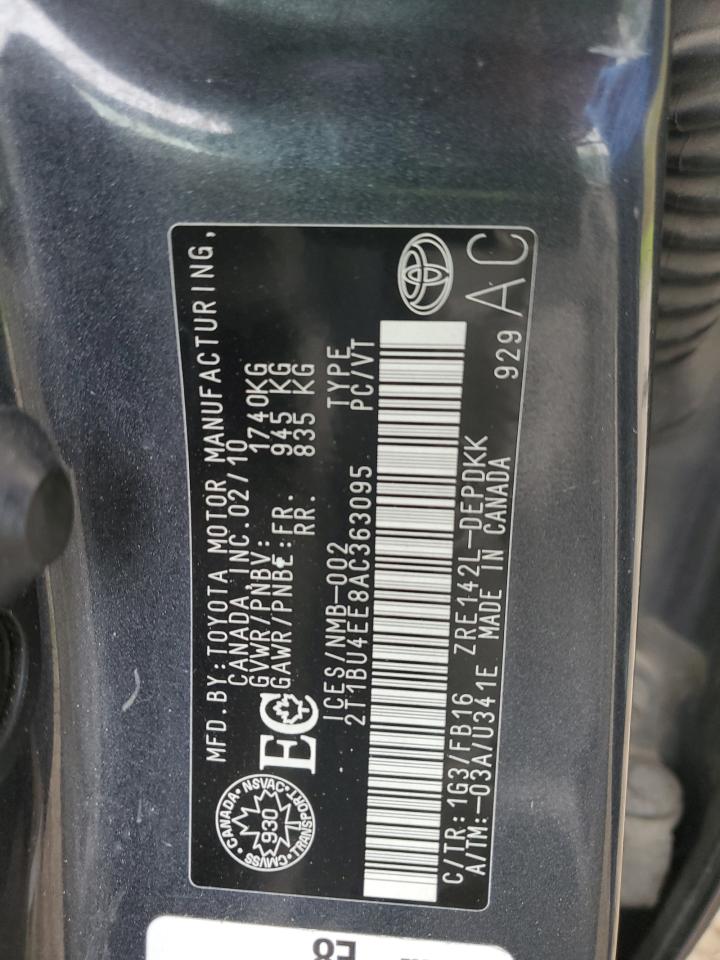 MFD.BY:TOYOTA MOTOR MANUFACTURING,
CANADA,INC.02/10
GVWR/PNBV: 1740KG
GAWR/PNBE:FR. 945 KG
RR. 835 KG
EC
CANADA • NSVAC • TRANSPORT • CMVSS •
930
ICES/NMB-002
2T1BU4EE8AC363095
TYPE
PC/VT
C/TR:1G3/FB16 ZRE142L-DEPDKK
A/TM:-03A/U341E MADE IN CANADA
929 AC